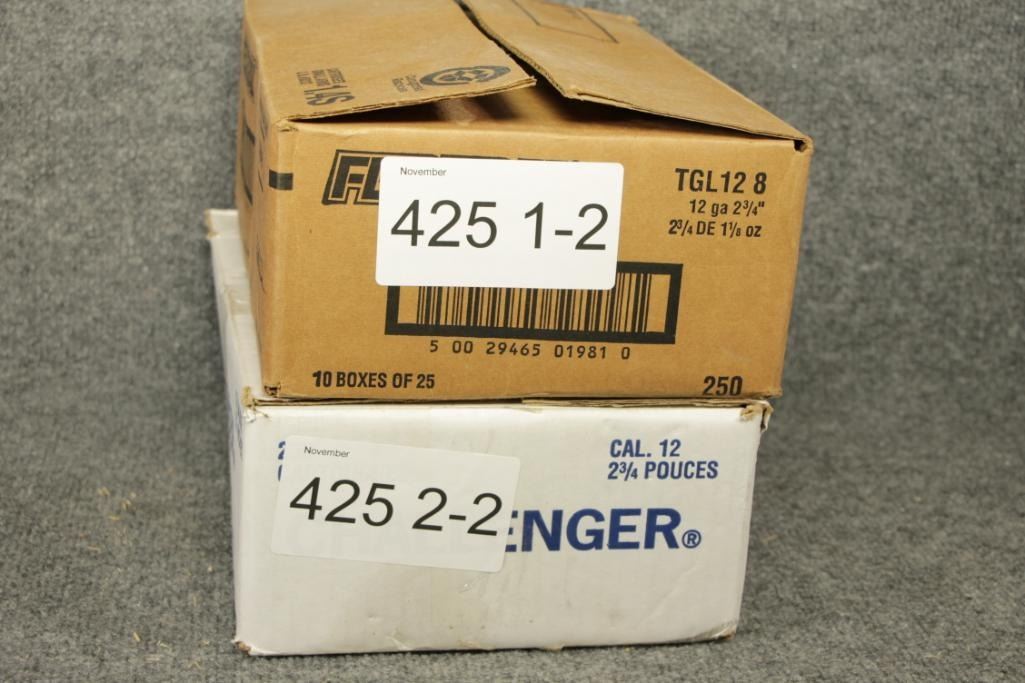 November
425 1-2
TGL12 8
12 ga 2¾"
2¾ DE 1⅛ oz
5 00 29465 01981 0
10 BOXES OF 25
250
November
425 2-2
CAL. 12
2¾ POUCES
ENGER®